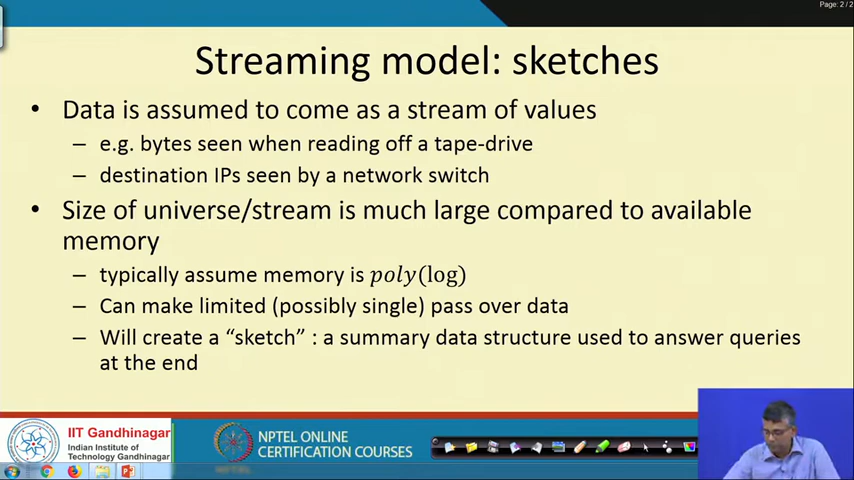 Page: 2/2
Streaming model: sketches
• Data is assumed to come as a stream of values
– e.g. bytes seen when reading off a tape-drive
– destination IPs seen by a network switch
• Size of universe/stream is much large compared to available
memory
– typically assume memory is poly(log)
– Can make limited (possibly single) pass over data
– Will create a “sketch” : a summary data structure used to answer queries
at the end
IIT Gandhinagar
Indian Institute of
Technology Gandhinagar
NPTEL ONLINE
CERTIFICATION COURSES